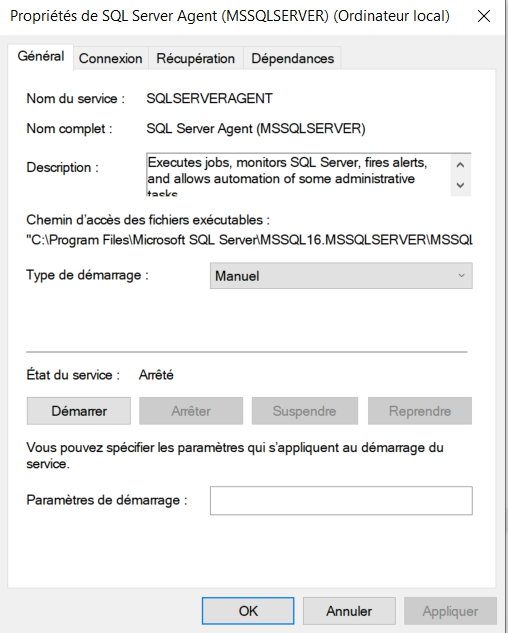 Propriétés de SQL Server Agent (MSSQLSERVER) (Ordinateur local)
Général Connexion Récupération Dépendances
Nom du service : SQLSERVERAGENT
Nom complet : SQL Server Agent (MSSQLSERVER)
Description : Executes jobs, monitors SQL Server, fires alerts,
and allows automation of some administrative
tasks
Chemin d'accès des fichiers exécutables :
"C:\Program Files\Microsoft SQL Server\MSSQL16.MSSQLSERVER\MSSQL
Type de démarrage : Manuel
État du service : Arrêté
Démarrer Arrêter Suspendre Reprendre
Vous pouvez spécifier les paramètres qui s'appliquent au démarrage du
service.
Paramètres de démarrage :
OK Annuler Appliquer